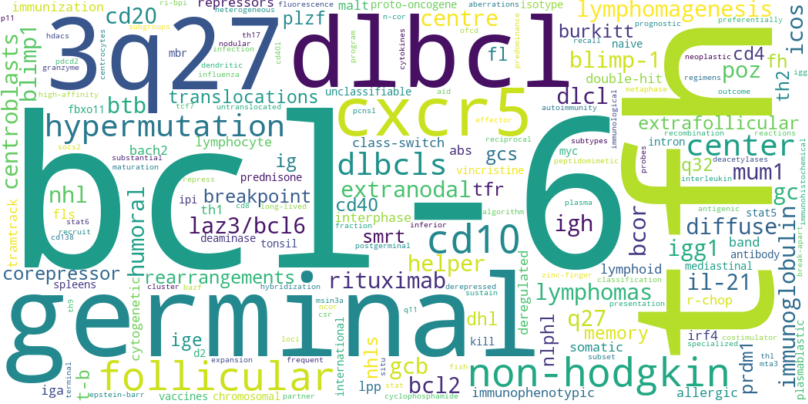 p11 immunization cd20 repressors ri-bpi fluorescence malt heterogeneous proto-oncogene aberrations isotype lymphomagenesis
plzf n-cor centre ofcd predominance burkitt prognostic preferentially icos
hdacs 3q27 dlbcl th17 subgroups nodular infection cd401 cytokines fl recall naive neoplastic cd4 th2 igg
centrocytes mbr program blimp-1 double-hit regimens fh
pdcd2 granzyme dendritic influenza dlcl poz outcome
centroblasts blimp1 high-affinity btb translocations unclassifiable pcnsl aid cxcr5 autoimmunity metaphase
fbxo11 ttf7 untranslocated effector immunological extrafollicular
socs2 hypermutation class-switch abs reciprocal subtypes myc recombination reactions
substantial bach2 lymphocyte gcs peptidomimetic intron center
maturation repress ig dlbcls vincristine probes q32 deacetylases
bcl-6 tfh
nhl prednisone extranodal tfr mum1 interleukin gc
ipi breakpoint cd8 long-lived cd40 algorithm plasma antigenic immunohistochemical
fls stat6 th1 fraction interphase igh stat5
tramtrack recruit humoral laz3/bcl6 smrt inferior cd10 bcor diffuse
cd138 deaminase tonsil postgerminal igg1 band break-apart
corepressor helper zinc-finger lymphoid mediastinal antibody
spleens rearrangements rituximab classification immunoglobulin
th9 cluster bazf hybridization msin3a derepressed sustain deregulated lymphomas presentation il-21
germinal ncor csr q11 dhl q27 r-chop
cytogenetic ige loci kill nlphl memory irf4 costimulator
d2 international nhls situ somatic prdm1 specialized
expansion frequent gcb fish subset th1
iga t-b follicular lpp stat bcl2 non-hodgkin plasmablastic
terminal epstein-barr vaccines chromosomal partner cyclophosphamide immunophenotypic allergic